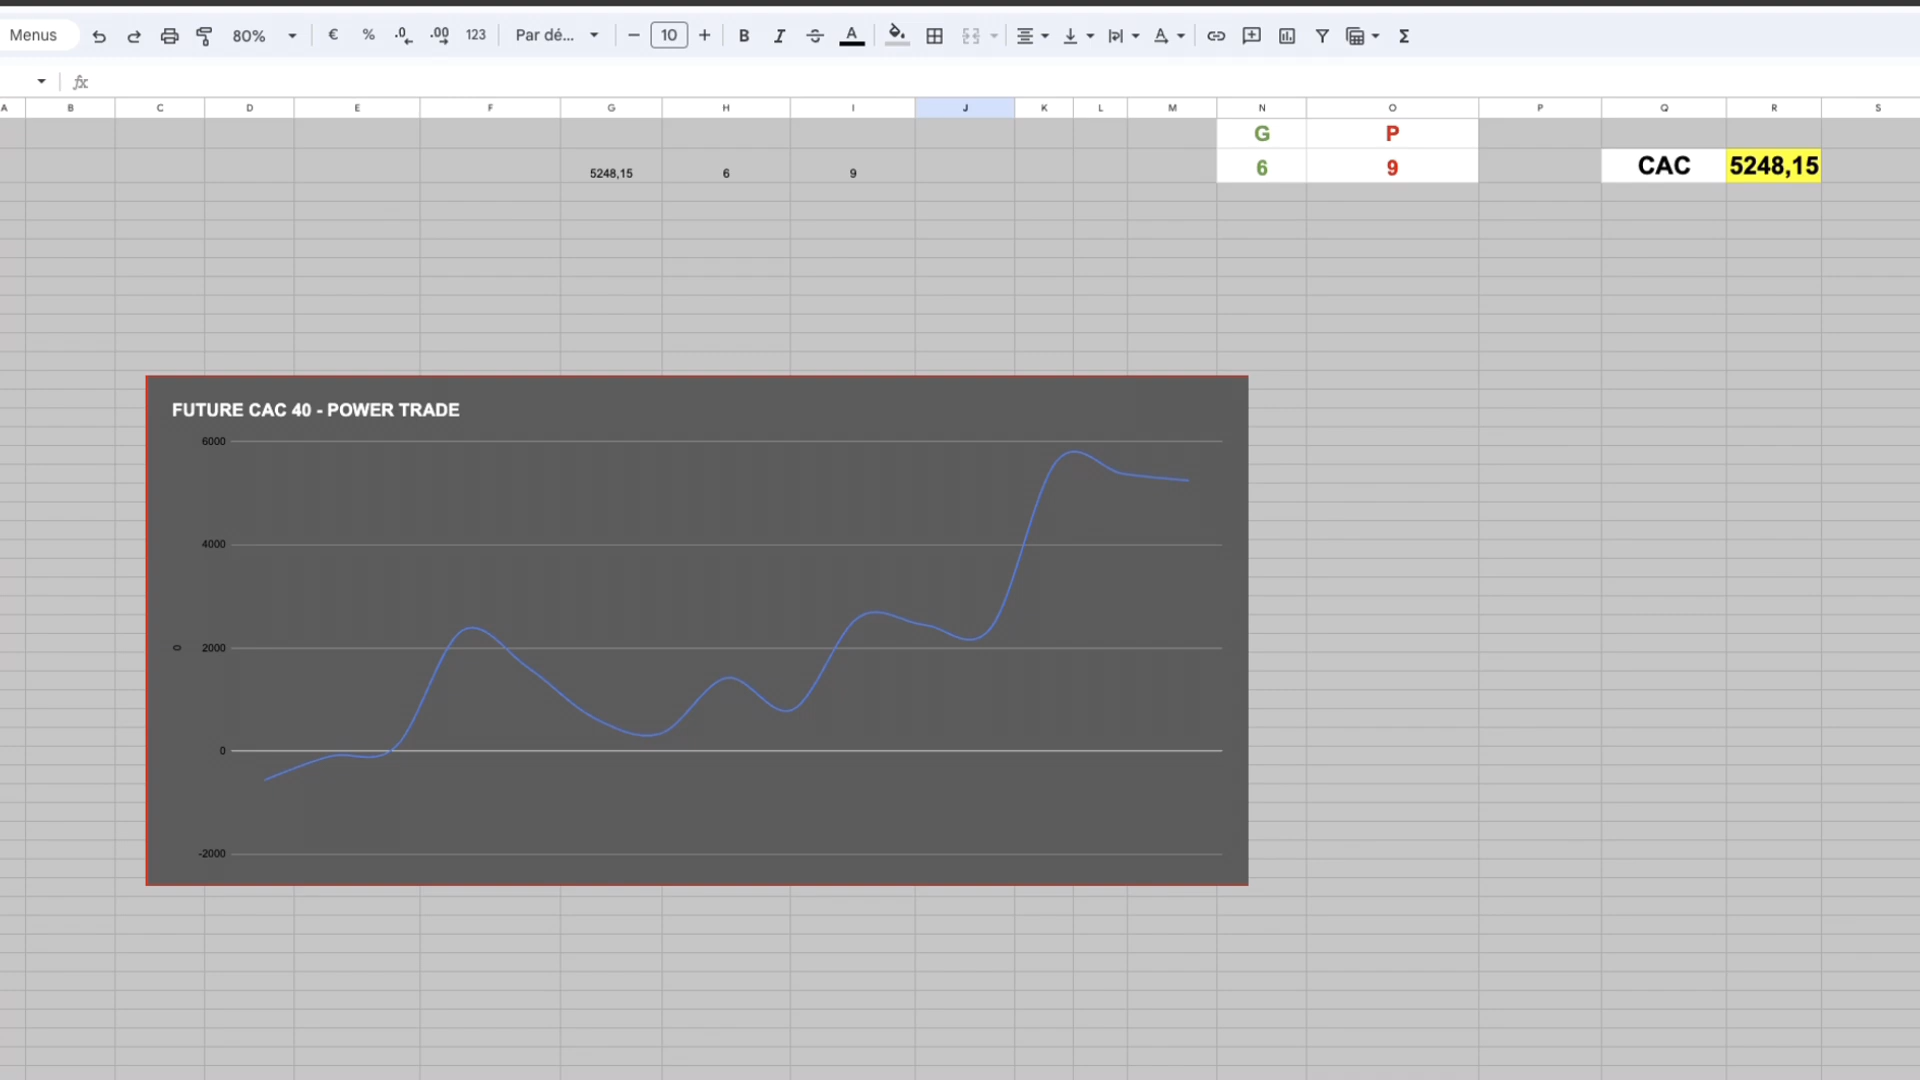 Menus 80% € % .0 .00 123 Par dé... − 10 + B I A Σ
fx
A B C D E F G H I J K L M N O P Q R S
G P
5248,15 6 9 6 9 CAC 5248,15
FUTURE CAC 40 - POWER TRADE
6000
4000
0 2000
0
-2000